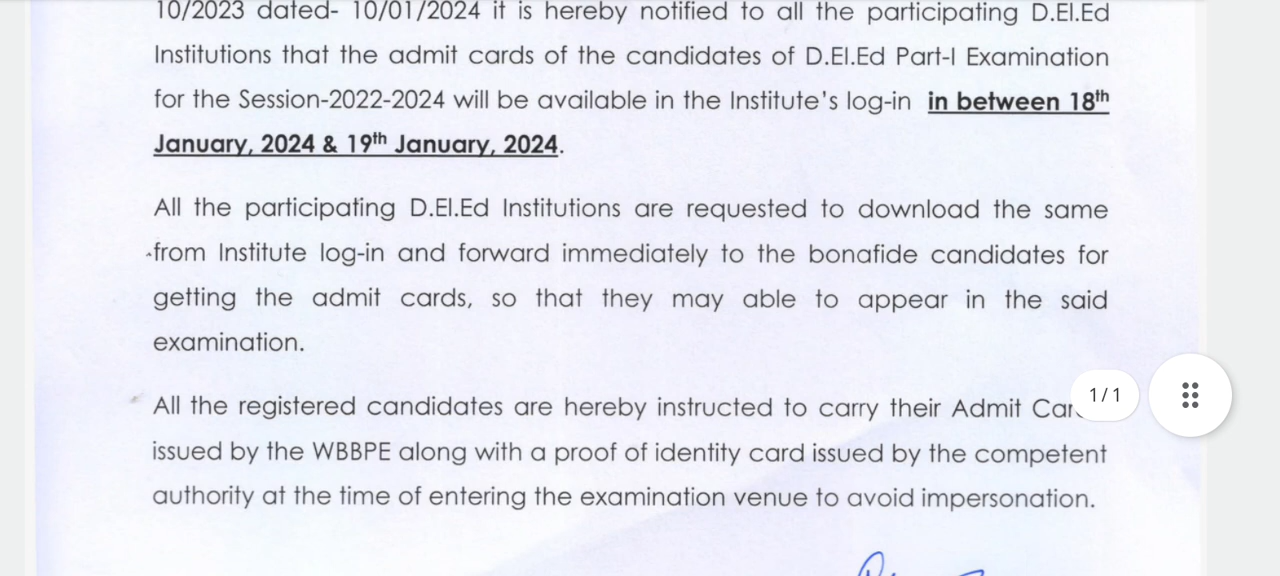 10/2023 dated- 10/01/2024 it is hereby notified to all the participating D.El.Ed
Institutions that the admit cards of the candidates of D.El.Ed Part-I Examination
for the Session-2022-2024 will be available in the Institute's log-in in between 18th
January, 2024 & 19th January, 2024.
All the participating D.El.Ed Institutions are requested to download the same
from Institute log-in and forward immediately to the bonafide candidates for
getting the admit cards, so that they may able to appear in the said
examination.
All the registered candidates are hereby instructed to carry their Admit
1/1
issued by the WBBPE along with a proof of identity card issued by the competent
authority at the time of entering the examination venue to avoid impersonation.